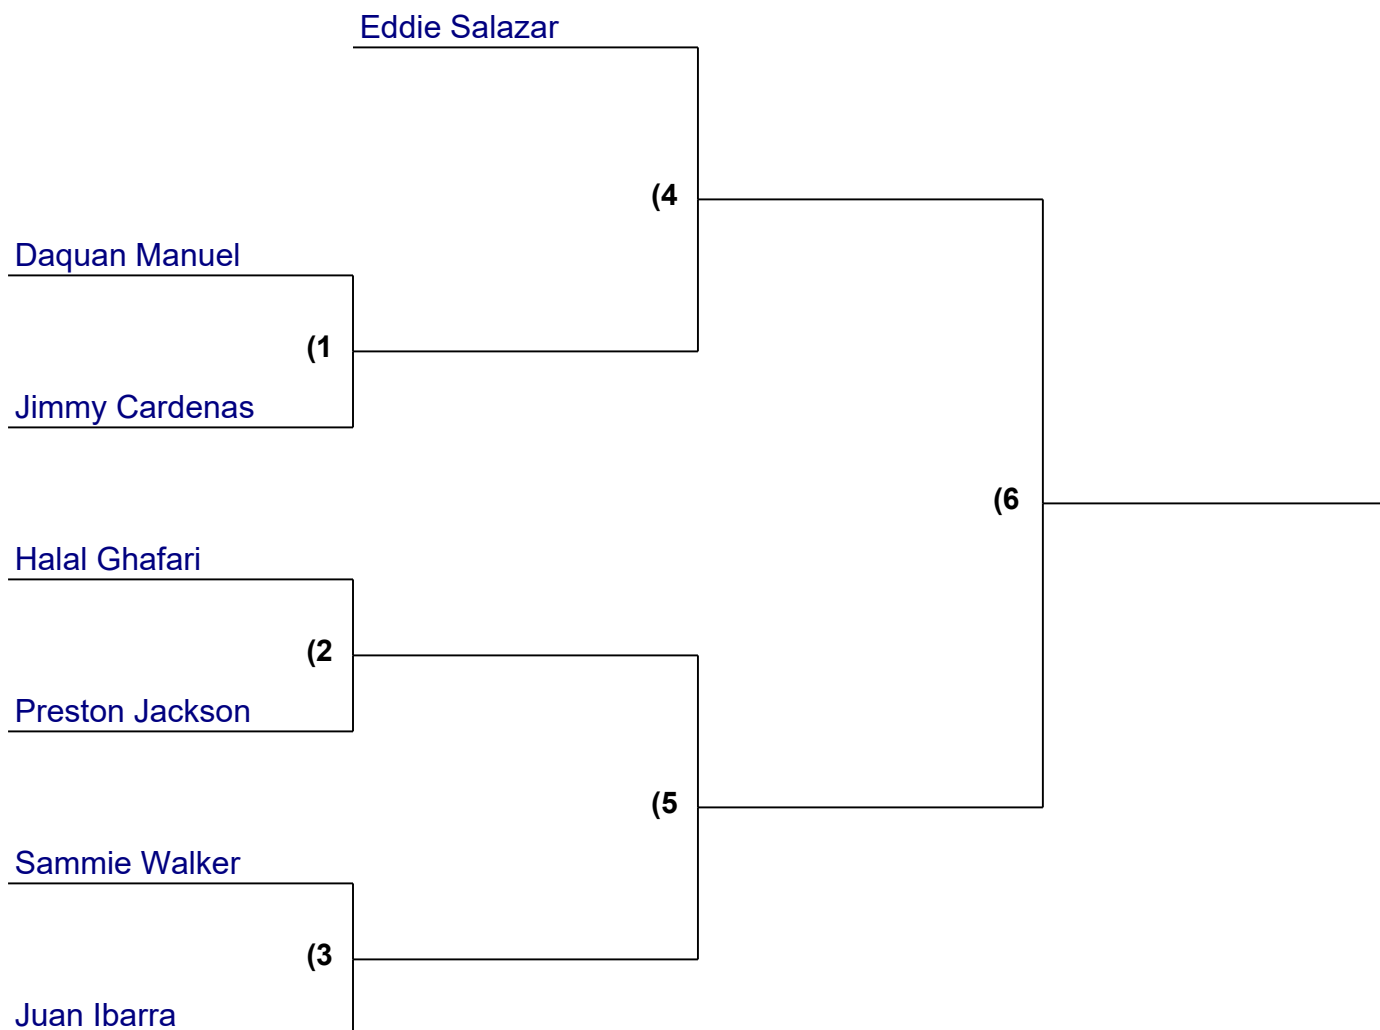 Eddie Salazar
(4
Daquan Manuel
(1
Jimmy Cardenas
(6
Halal Ghafari
(2
Preston Jackson
(5
Sammie Walker
(3
Juan Ibarra